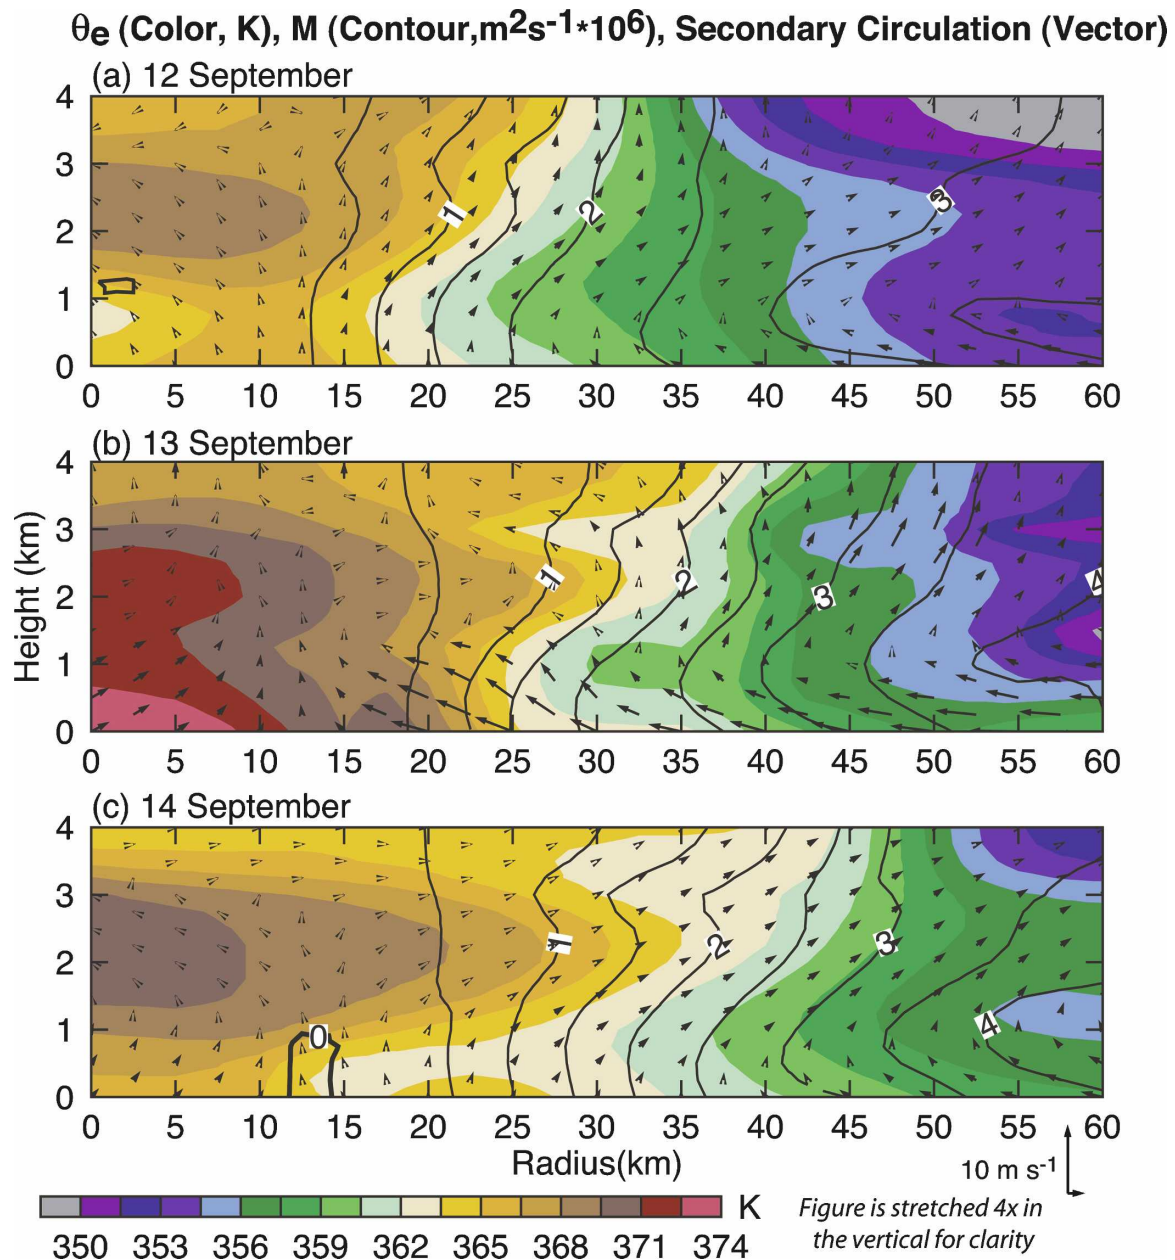 θe (Color, K), M (Contour,m2s-1*106), Secondary Circulation (Vector)
(a) 12 September
4
3
2
1
0
1
2
3
0 5 10 15 20 25 30 35 40 45 50 55 60
(b) 13 September
4
3
2
1
0
1
2
3
4
0 5 10 15 20 25 30 35 40 45 50 55 60
Height (km)
(c) 14 September
4
3
2
1
0
0
1
2
3
4
0 5 10 15 20 25 30 35 40 45 50 55 60
Radius(km)
10 m s-1
K
350 353 356 359 362 365 368 371 374
Figure is stretched 4x in
the vertical for clarity